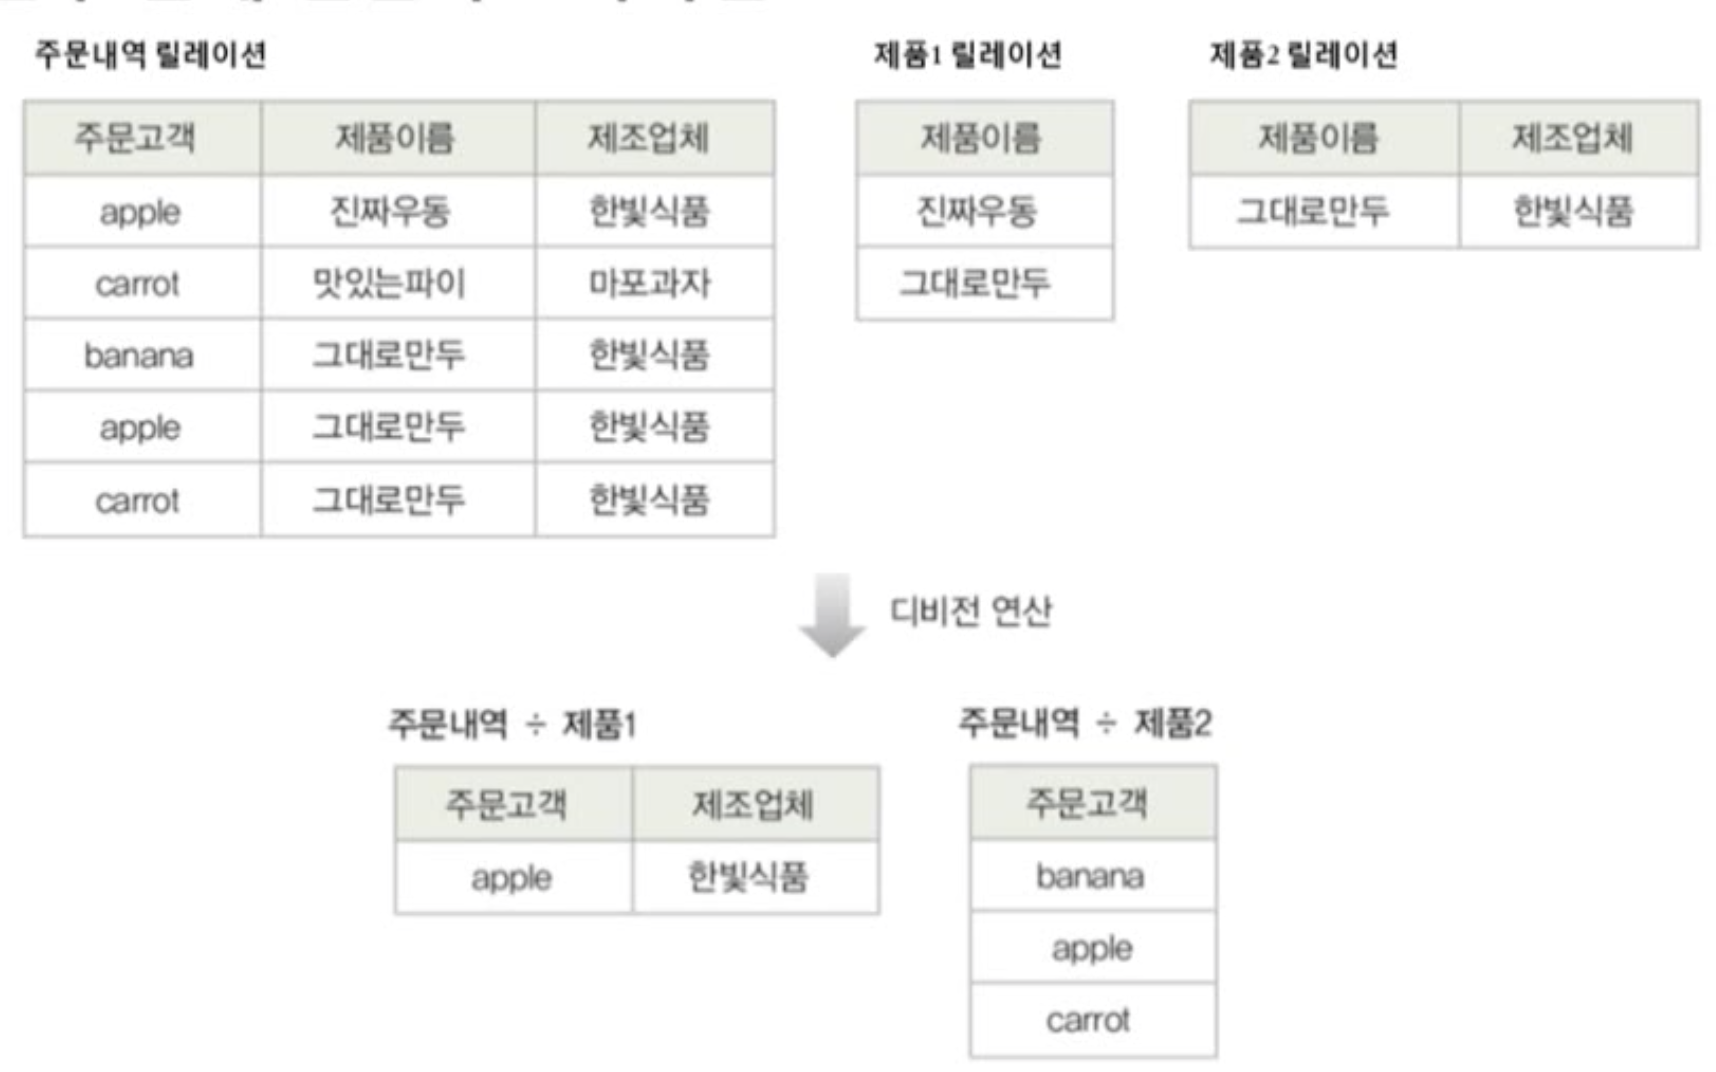 주문내역 릴레이션
주문고객 제품이름 제조업체
apple 진짜우동 한빛식품
carrot 맛있는파이 마포과자
banana 그대로만두 한빛식품
apple 그대로만두 한빛식품
carrot 그대로만두 한빛식품
제품1 릴레이션
제품이름
진짜우동
그대로만두
제품2 릴레이션
제품이름 제조업체
그대로만두 한빛식품
디비전 연산
주문내역 ÷ 제품1
주문고객 제조업체
apple 한빛식품
주문내역 ÷ 제품2
주문고객
banana
apple
carrot